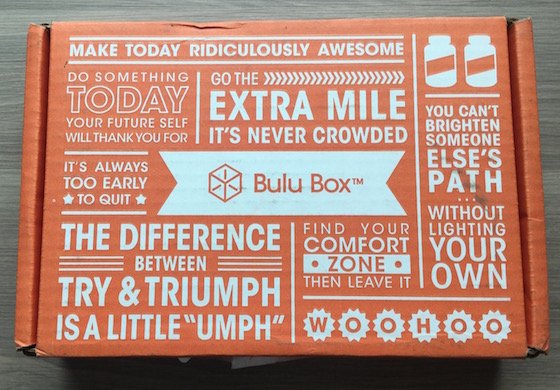 MAKE TODAY RIDICULOUSLY AWESOME
DO SOMETHING
TODAY
YOUR FUTURE SELF
WILL THANK YOU FOR
GO THE
EXTRA MILE
IT'S NEVER CROWDED
IT'S ALWAYS
TOO EARLY
TO QUIT
Bulu Box™
YOU CAN'T
BRIGHTEN
SOMEONE
ELSE'S
PATH
...
WITHOUT
LIGHTING
YOUR
OWN
THE DIFFERENCE
BETWEEN
TRY & TRIUMPH
IS A LITTLE "UMPH"
FIND YOUR
COMFORT
ZONE
THEN LEAVE IT
WOOHOO